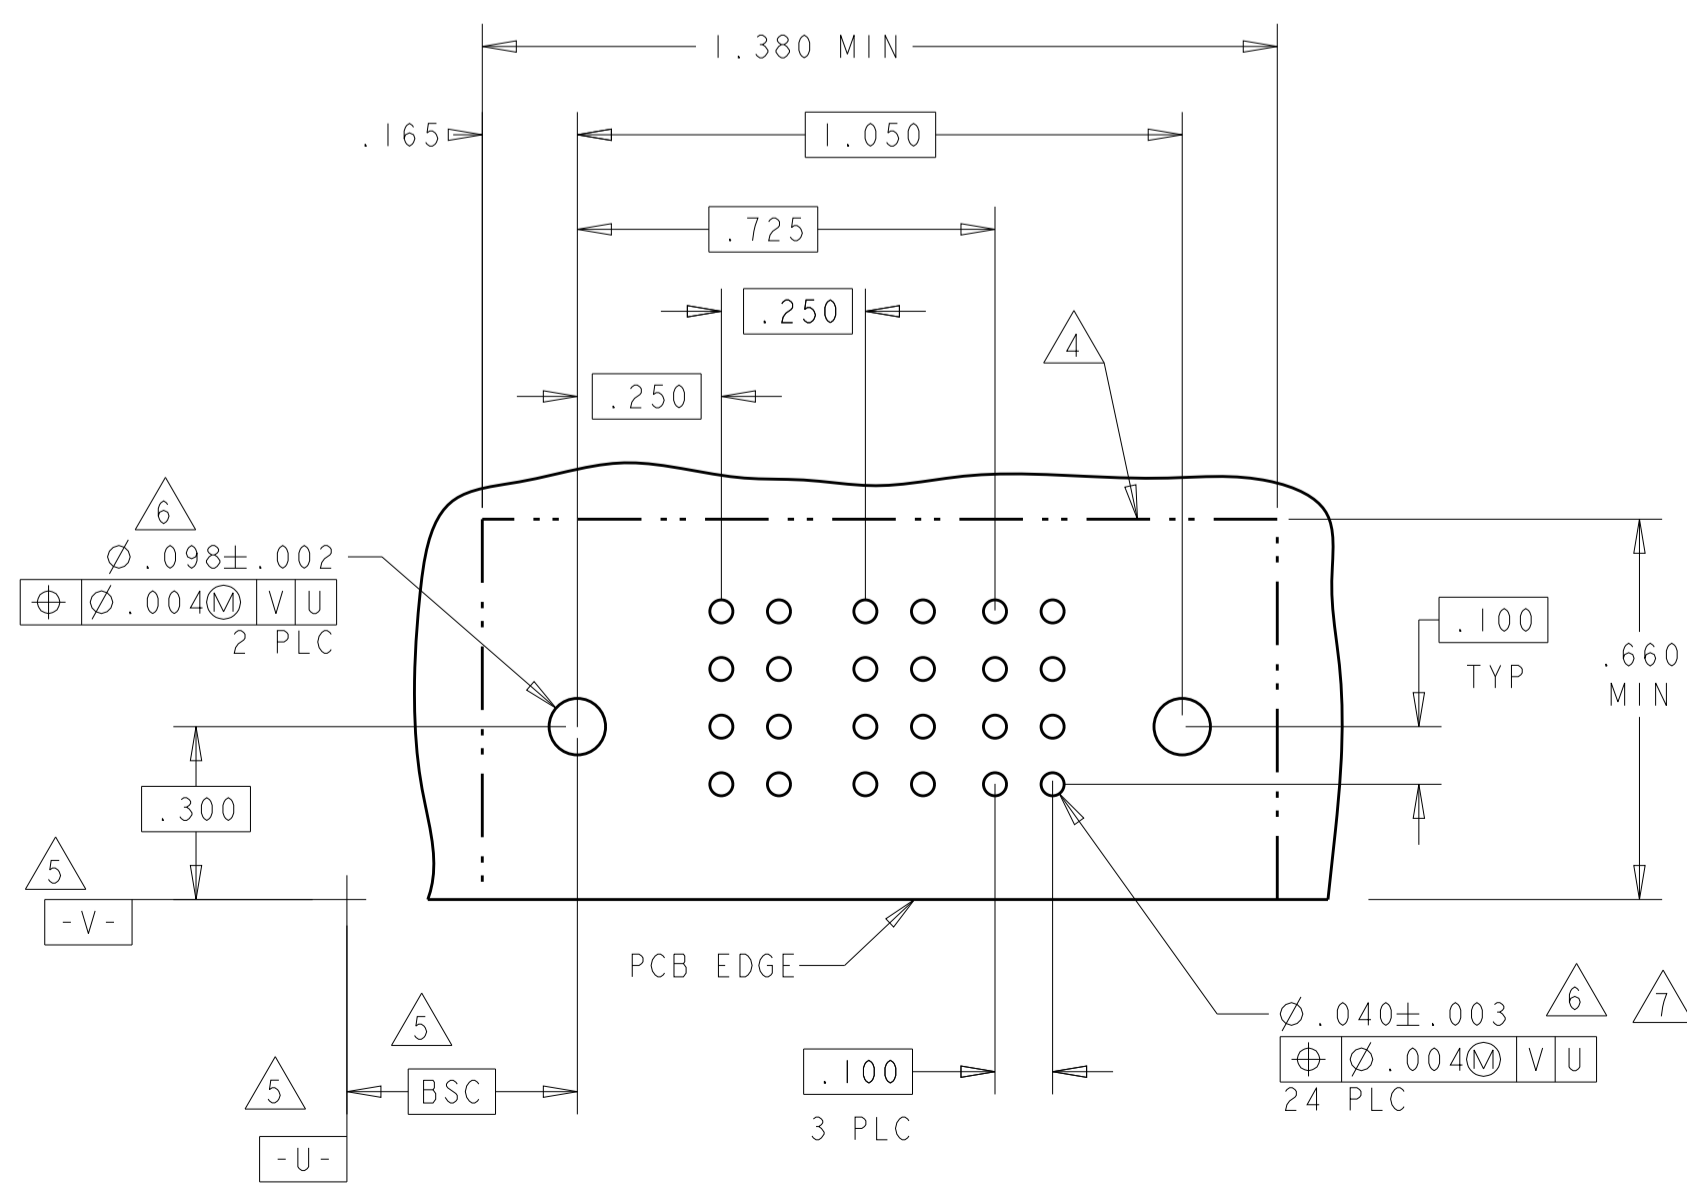 1.380 MIN
.165
1.050
.725
.250
.250
4
6
Ø.098±.002
⌖ Ø.004Ⓜ V U
2 PLC
.100
TYP
.660
MIN
.300
5
-V-
PCB EDGE
5
5
BSC
-U-
.100
3 PLC
Ø.040±.003
6
7
⌖ Ø.004Ⓜ V U
24 PLC